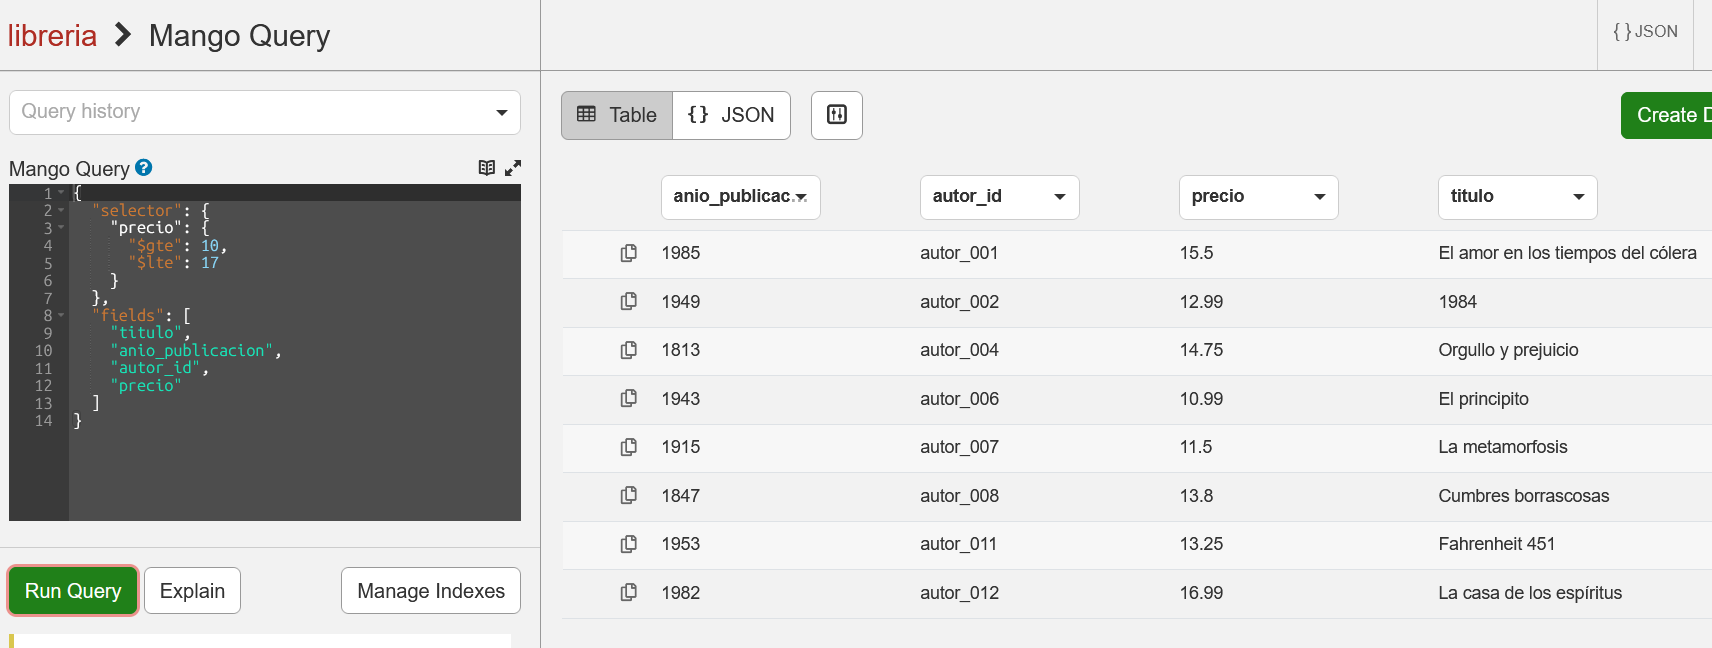 libreria > Mango Query
{ } JSON
Query history
Mango Query ?
1 {
2 "selector": {
3 "precio": {
4 "$gte": 10,
5 "$lte": 17
6 }
7 },
8 "fields": [
9 "titulo",
10 "anio_publicacion",
11 "autor_id",
12 "precio"
13 ]
14 }
Run Query Explain Manage Indexes
Table {} JSON
Create D
anio_publicac... autor_id precio titulo
1985 autor_001 15.5 El amor en los tiempos del cólera
1949 autor_002 12.99 1984
1813 autor_004 14.75 Orgullo y prejuicio
1943 autor_006 10.99 El principito
1915 autor_007 11.5 La metamorfosis
1847 autor_008 13.8 Cumbres borrascosas
1953 autor_011 13.25 Fahrenheit 451
1982 autor_012 16.99 La casa de los espíritus